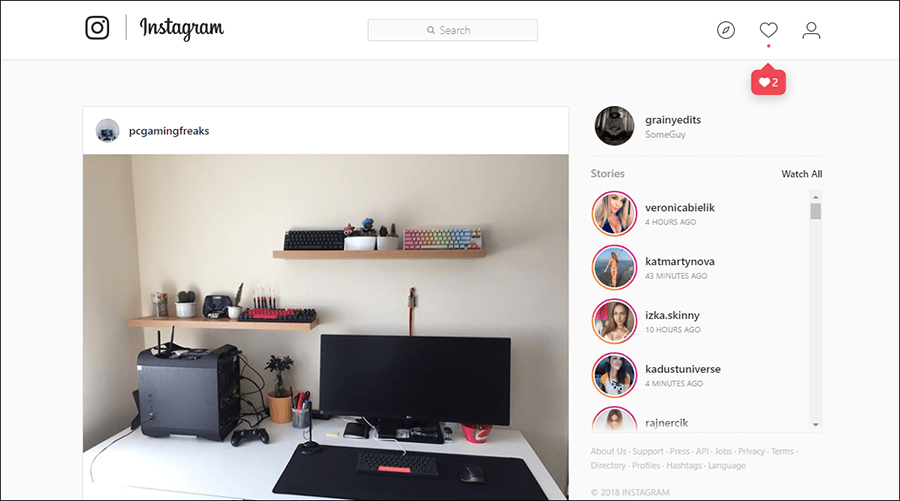 Instagram
Search
2
pcgamingfreaks
grainyedits
SomeGuy
Stories
Watch All
veronicabielik
4 HOURS AGO
katmartynova
43 MINUTES AGO
izka.skinny
10 HOURS AGO
kadustuniverse
4 MINUTES AGO
rajnercik
About Us · Support · Press · API · Jobs · Privacy · Terms ·
Directory · Profiles · Hashtags · Language
© 2018 INSTAGRAM